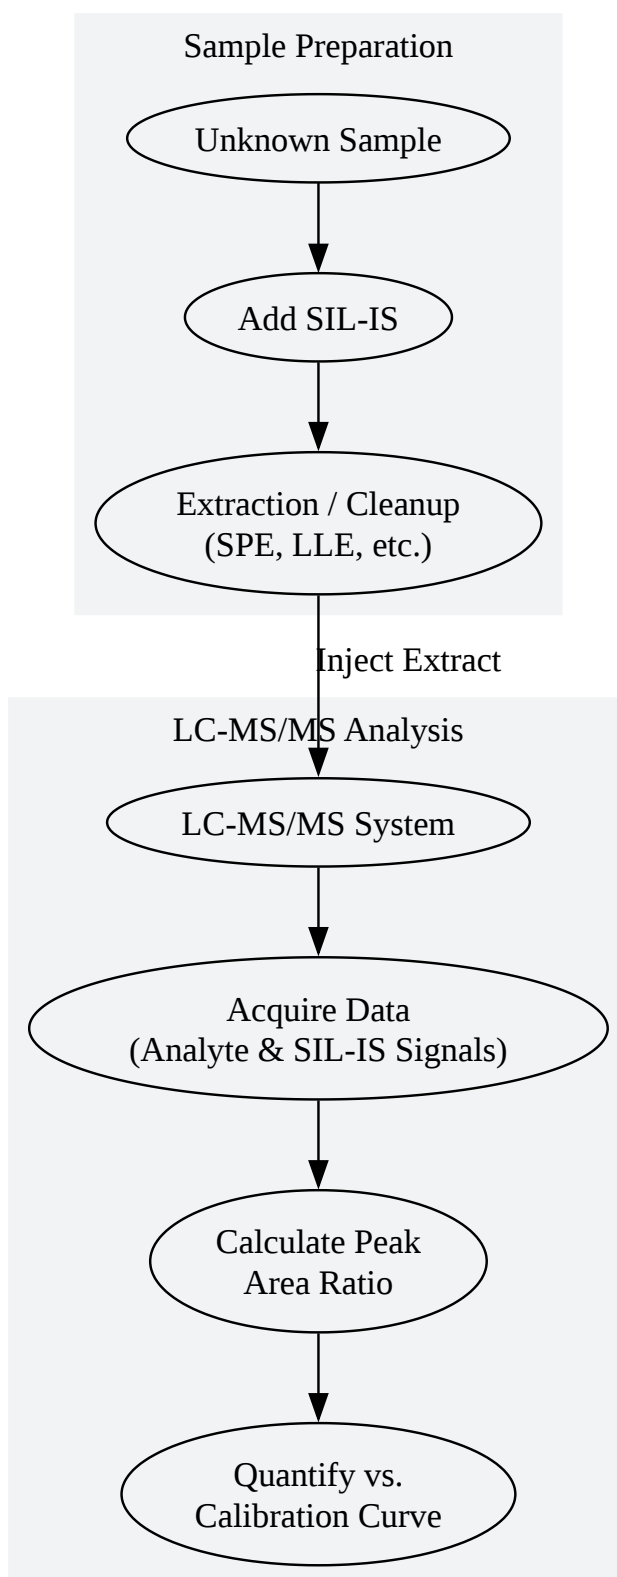 Sample Preparation
Unknown Sample
Add SIL-IS
Extraction / Cleanup
(SPE, LLE, etc.)
Inject Extract
LC-MS/MS Analysis
LC-MS/MS System
Acquire Data
(Analyte & SIL-IS Signals)
Calculate Peak
Area Ratio
Quantify vs.
Calibration Curve